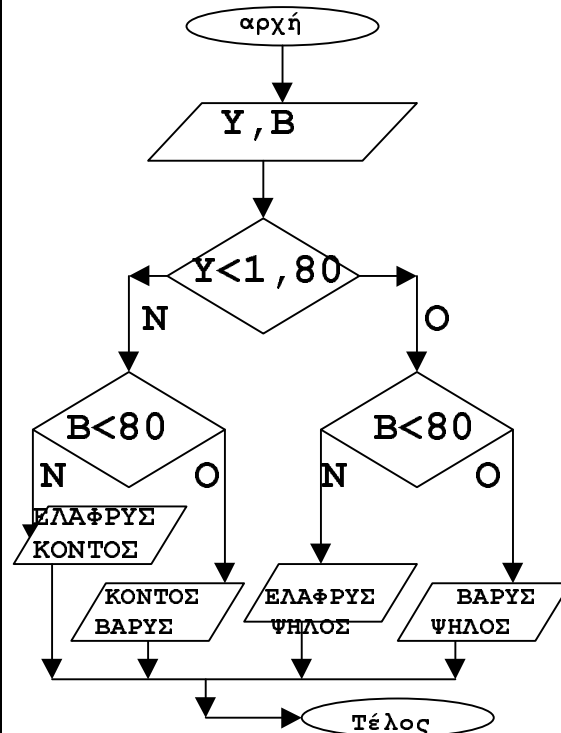 αρχή
Υ,Β
Υ<1,80
Ν
Ο
Β<80
Β<80
Ν
Ο
Ν
Ο
ΕΛΑΦΡΥΣ
ΚΟΝΤΟΣ
ΚΟΝΤΟΣ
ΒΑΡΥΣ
ΕΛΑΦΡΥΣ
ΨΗΛΟΣ
ΒΑΡΥΣ
ΨΗΛΟΣ
Τέλος